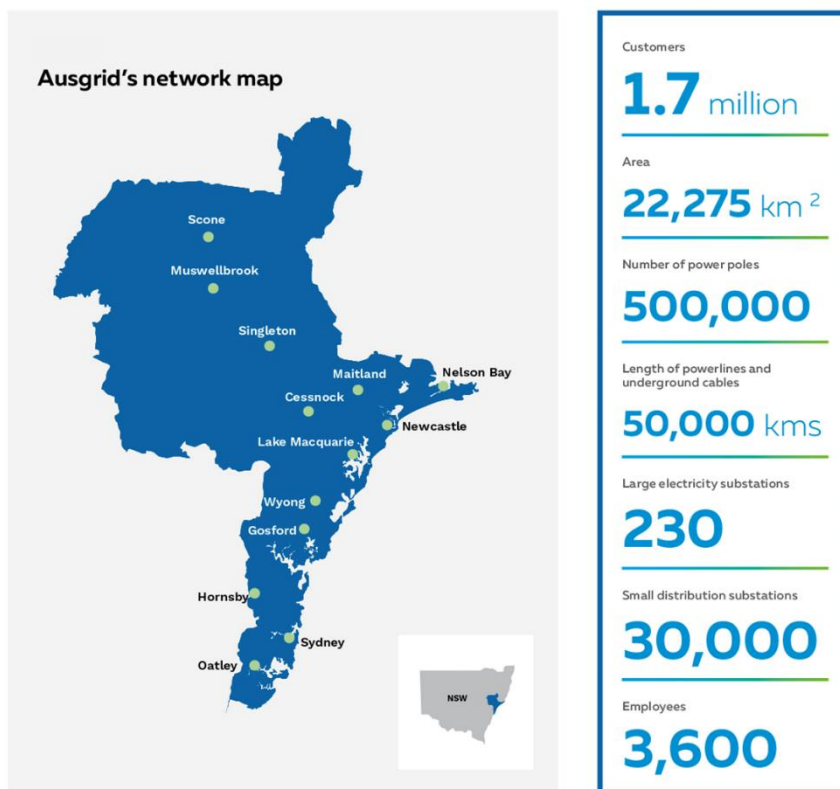 Ausgrid's network map
Scone
Muswellbrook
Singleton
Maitland
Nelson Bay
Cessnock
Newcastle
Lake Macquarie
Wyong
Gosford
Hornsby
Sydney
Oatley
NSW
Customers
1.7 million
Area
22,275 km²
Number of power poles
500,000
Length of powerlines and
underground cables
50,000 kms
Large electricity substations
230
Small distribution substations
30,000
Employees
3,600